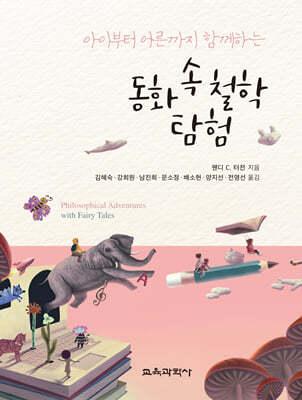 아이부터 어른까지 함께하는
동화 속 철학
탐험
웬디 C. 터전 지음
김혜숙·강희원·남진희·문소정·배소현·양지선·전영선 옮김
Philosophical Adventures
with Fairy Tales
교육과학사